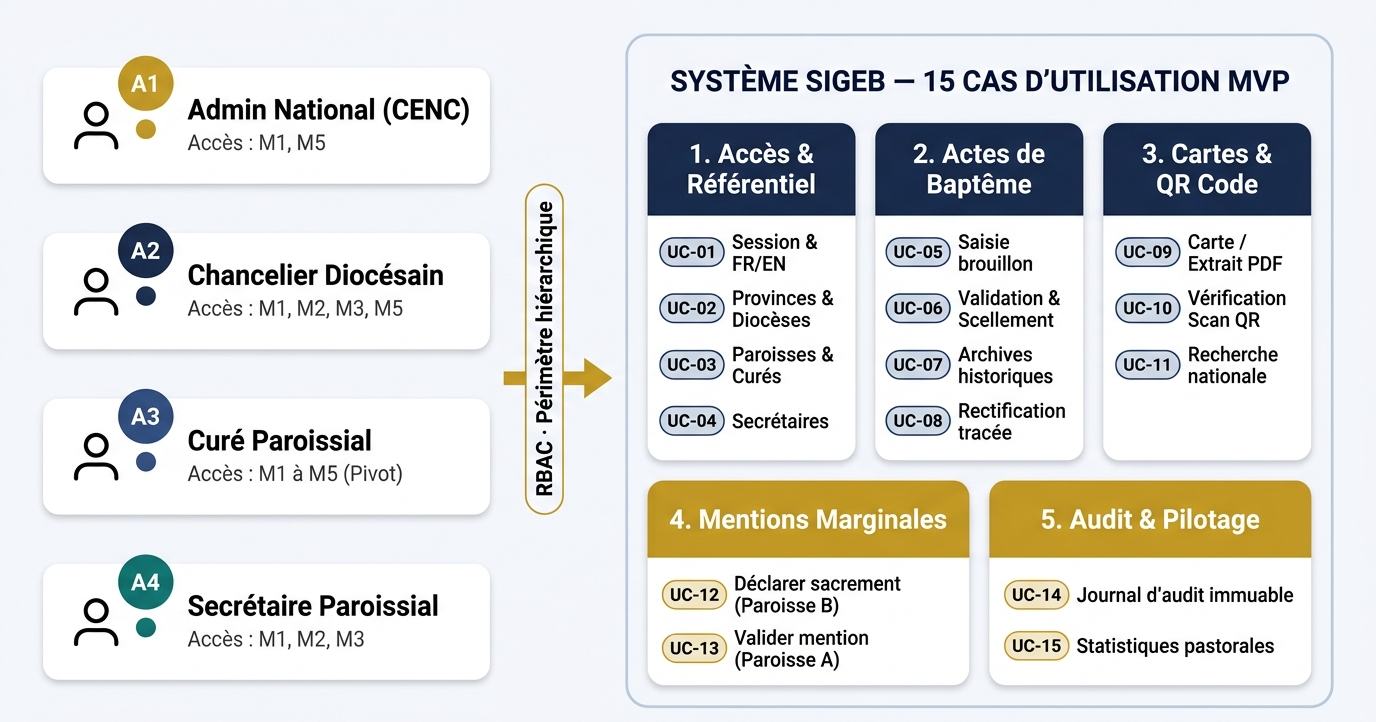 A1
Admin National (CENC)
Accès : M1, M5
A2
Chancelier Diocésain
Accès : M1, M2, M3, M5
A3
Curé Paroissial
Accès : M1 à M5 (Pivot)
A4
Secrétaire Paroissial
Accès : M1, M2, M3
RBAC · Périmètre hiérarchique
SYSTÈME SIGEB — 15 CAS D’UTILISATION MVP
1. Accès &
Référentiel
UC-01 Session &
FR/EN
UC-02 Provinces &
Diocèses
UC-03 Paroisses &
Curés
UC-04 Secrétaires
2. Actes de
Baptême
UC-05 Saisie
brouillon
UC-06 Validation &
Scellement
UC-07 Archives
historiques
UC-08 Rectification
tracée
3. Cartes &
QR Code
UC-09 Carte /
Extrait PDF
UC-10 Vérification
Scan QR
UC-11 Recherche
nationale
4. Mentions Marginales
UC-12 Déclarer sacrement
(Paroisse B)
UC-13 Valider mention
(Paroisse A)
5. Audit & Pilotage
UC-14 Journal d’audit immuable
UC-15 Statistiques pastorales